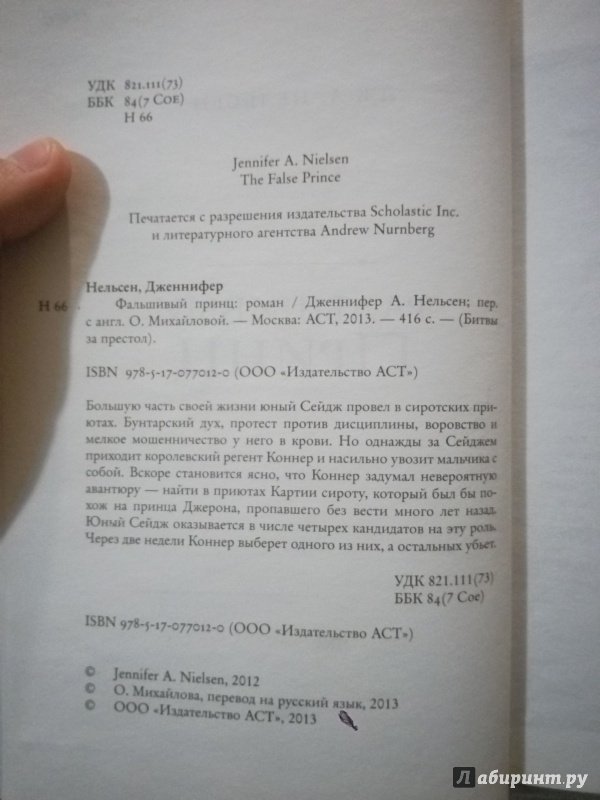 УДК 821.111(73)
ББК 84(7 Сое)
Н 66
Jennifer A. Nielsen
The False Prince
Печатается с разрешения издательства Scholastic Inc.
и литературного агентства Andrew Nurnberg
Нельсен, Дженнифер
Н 66 Фальшивый принц: роман / Дженнифер А. Нельсен; пер.
с англ. О. Михайловой. — Москва: АСТ, 2013. — 416 с. — (Битвы
за престол).
ISBN 978-5-17-077012-0 (ООО «Издательство АСТ»)
Большую часть своей жизни юный Сейдж провел в сиротских при-
ютах. Бунтарский дух, протест против дисциплины, воровство и
мелкое мошенничество у него в крови. Но однажды за Сейджем
приходит королевский регент Коннер и насильно увозит мальчика с
собой. Вскоре становится ясно, что Коннер задумал невероятную
авантюру — найти в приютах Картии сироту, который был бы по-
хож на принца Джерона, пропавшего без вести много лет назад.
Юный Сейдж оказывается в числе четырех кандидатов на эту роль.
Через две недели Коннер выберет одного из них, а остальных убьет.
УДК 821.111(73)
ББК 84(7 Сое)
ISBN 978-5-17-077012-0 (ООО «Издательство АСТ»)
© Jennifer A. Nielsen, 2012
© О. Михайлова, перевод на русский язык, 2013
© ООО «Издательство АСТ», 2013
Лабиринт.ру